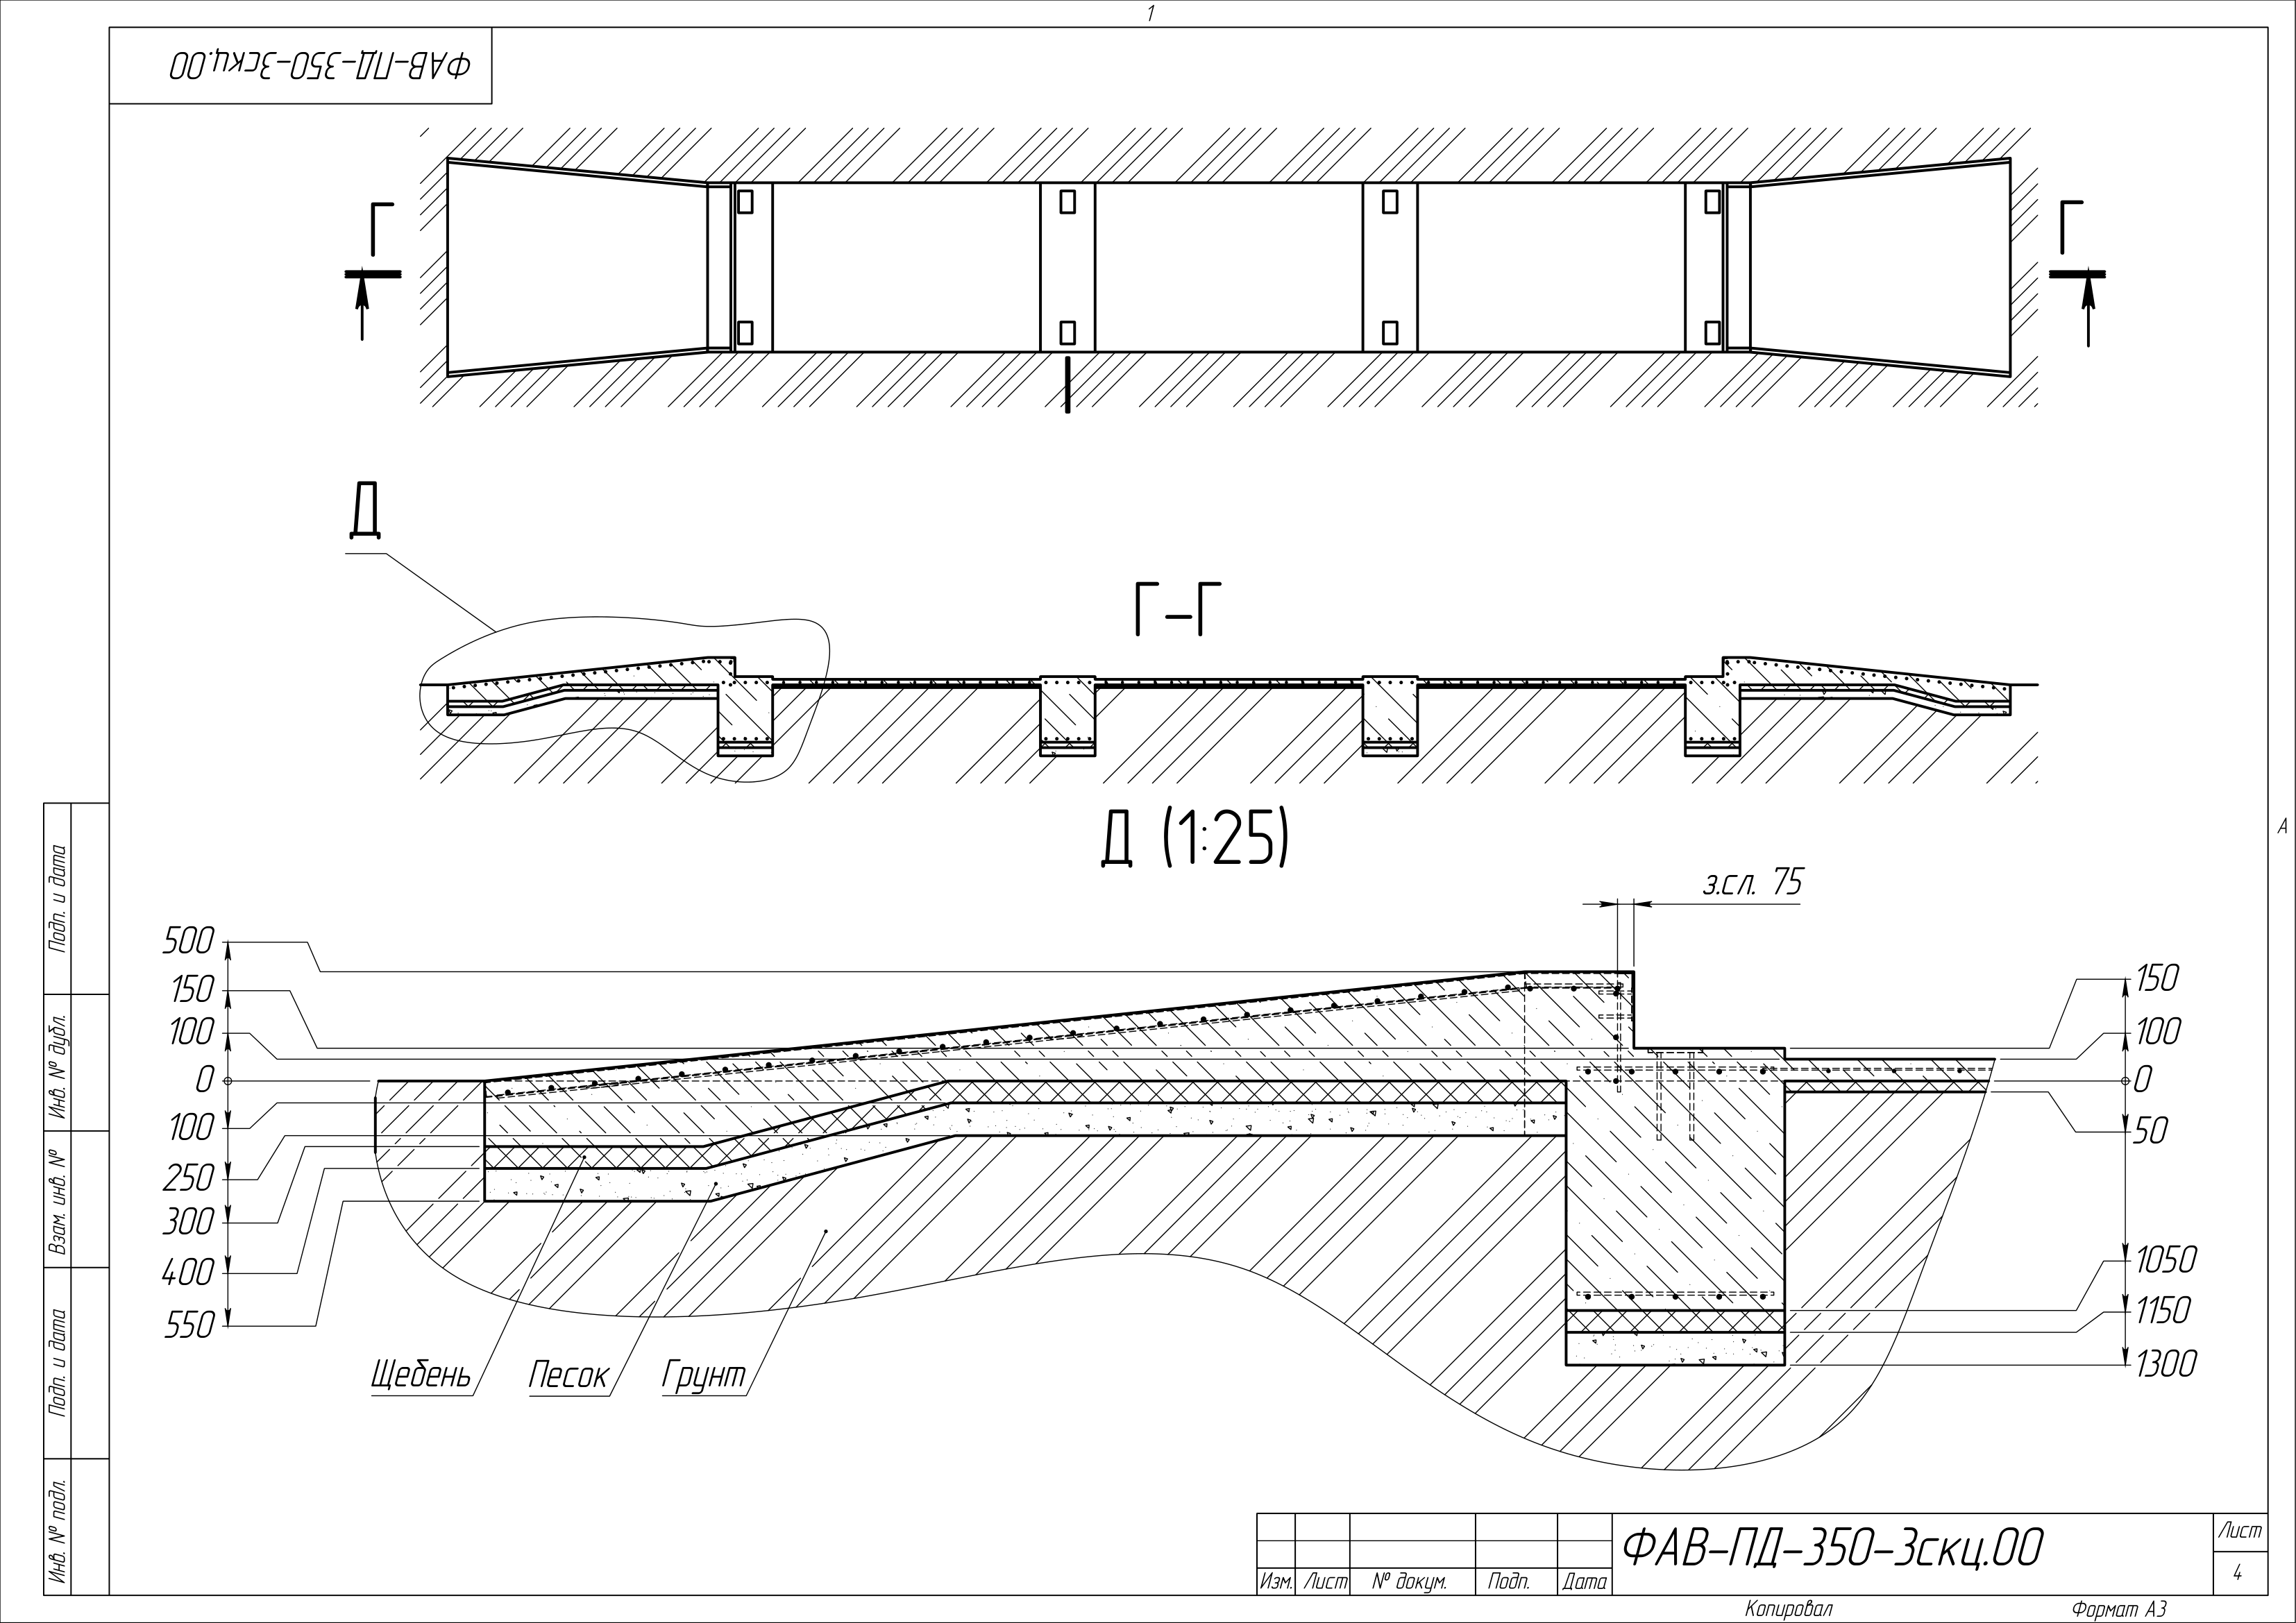 1
ФАВ-ПД-350-3скц.00
Г
Г
Д
Г-Г
Д (1:25)
А
з.сл. 75
500
150
100
0
100
250
300
400
550
150
100
0
50
1050
1150
1300
Щебень
Песок
Грунт
Подп. и дата
Инв. № дубл.
Взам. инв. №
Подп. и дата
Инв. № подл.
Изм. Лист № докум. Подп. Дата
ФАВ-ПД-350-3скц.00
Лист
4
Копировал
Формат А3